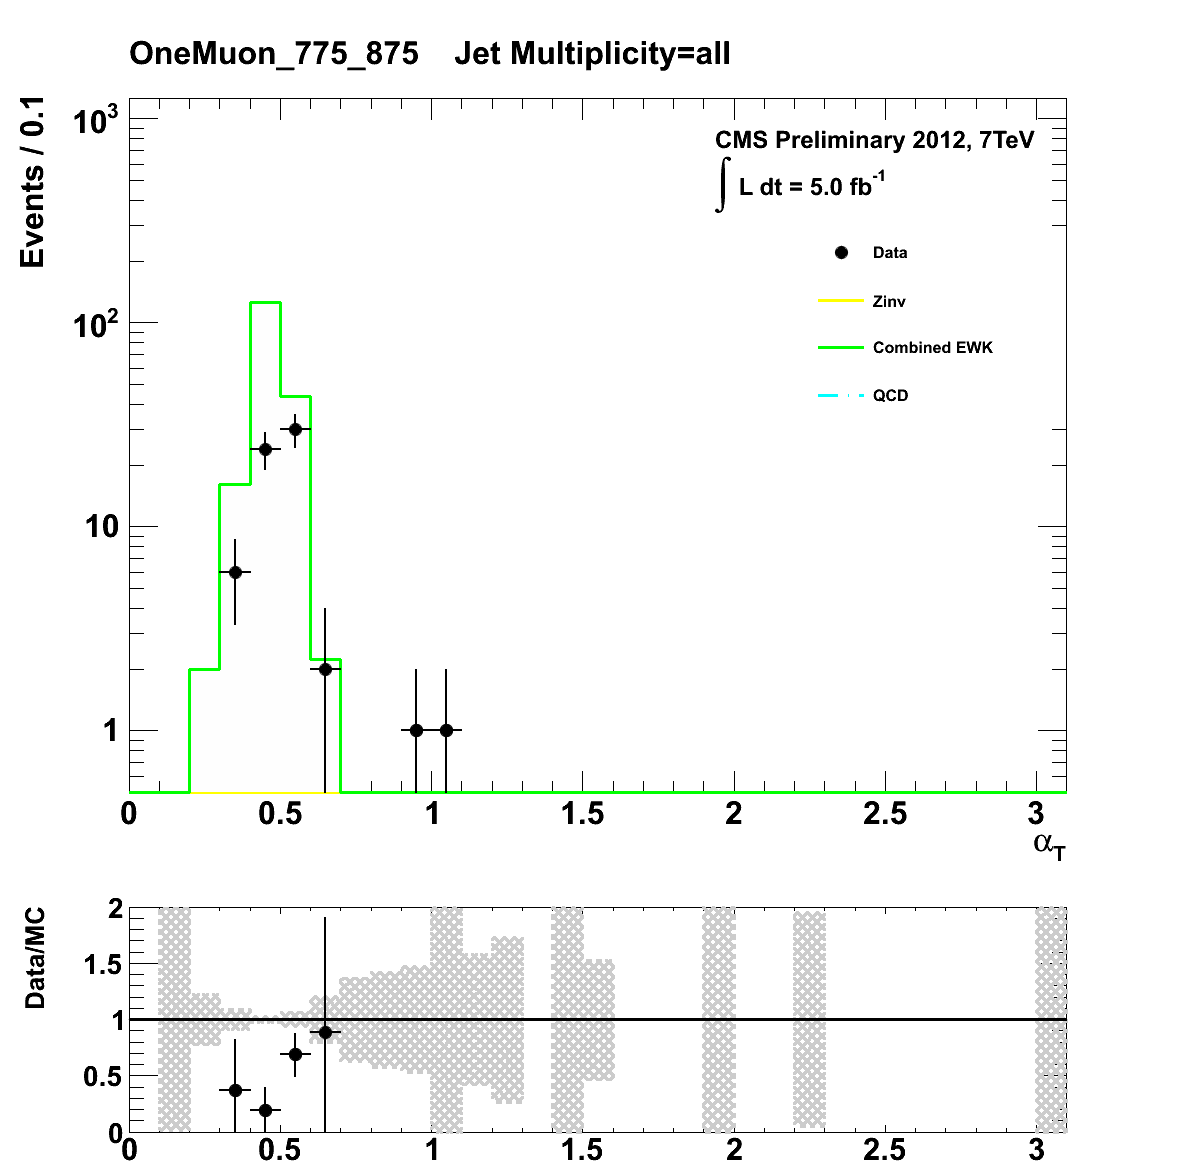 OneMuon_775_875 Jet Multiplicity=all
Events / 0.1
10³
10²
10
1
CMS Preliminary 2012, 7TeV
∫ L dt = 5.0 fb⁻¹
Data
Zinv
Combined EWK
QCD
0 0.5 1 1.5 2 2.5 3
α_T
Data/MC
2
1.5
1
0.5
0
0 0.5 1 1.5 2 2.5 3